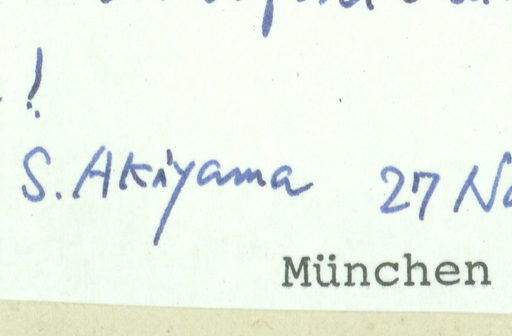 !
S. Akiyama 27
München